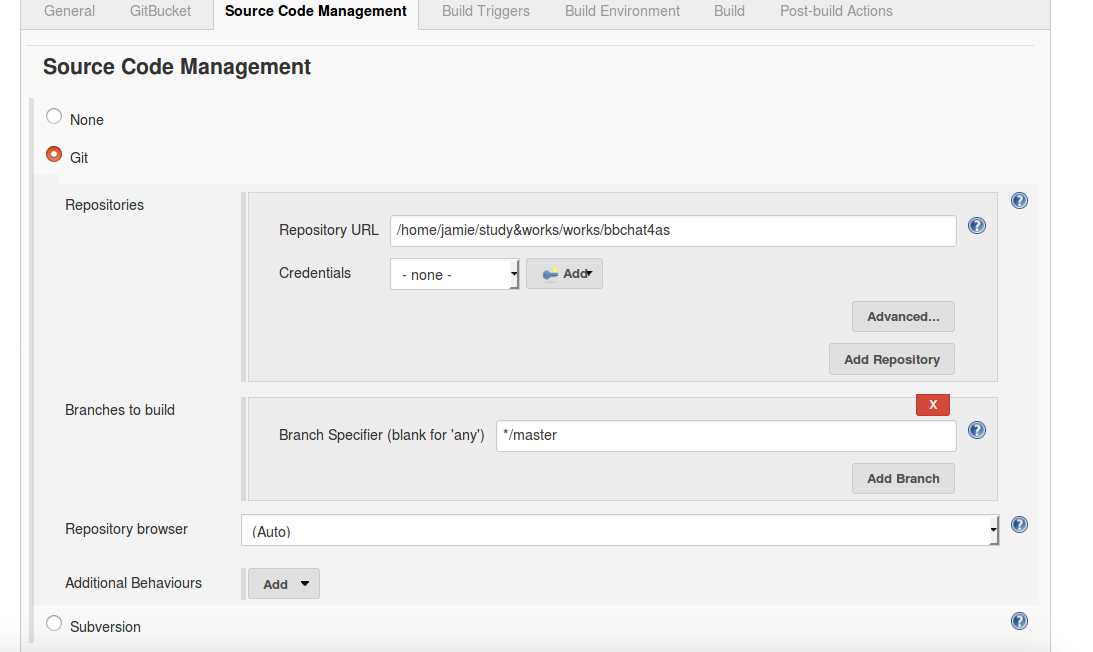 General GitBucket Source Code Management Build Triggers Build Environment Build Post-build Actions
Source Code Management
None
Git
Repositories
Repository URL /home/jamie/study&works/works/bbchat4as
Credentials - none - Add
Advanced...
Add Repository
Branches to build
X
Branch Specifier (blank for 'any') */master
Add Branch
Repository browser (Auto)
Additional Behaviours Add
Subversion